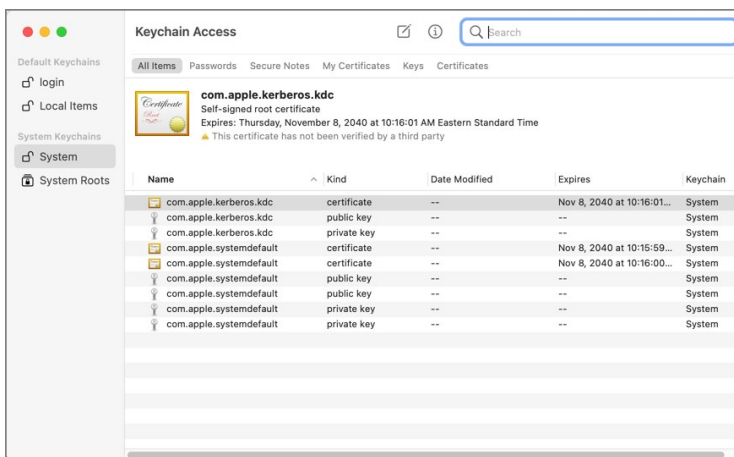 Keychain Access
Search
Default Keychains
login
Local Items
System Keychains
System
System Roots
All Items Passwords Secure Notes My Certificates Keys Certificates
Certificate
Root
com.apple.kerberos.kdc
Self-signed root certificate
Expires: Thursday, November 8, 2040 at 10:16:01 AM Eastern Standard Time
This certificate has not been verified by a third party
Name Kind Date Modified Expires Keychain
com.apple.kerberos.kdc certificate -- Nov 8, 2040 at 10:16:01... System
com.apple.kerberos.kdc public key -- -- System
com.apple.kerberos.kdc private key -- -- System
com.apple.systemdefault certificate -- Nov 8, 2040 at 10:15:59... System
com.apple.systemdefault certificate -- Nov 8, 2040 at 10:16:00... System
com.apple.systemdefault public key -- -- System
com.apple.systemdefault public key -- -- System
com.apple.systemdefault private key -- -- System
com.apple.systemdefault private key -- -- System